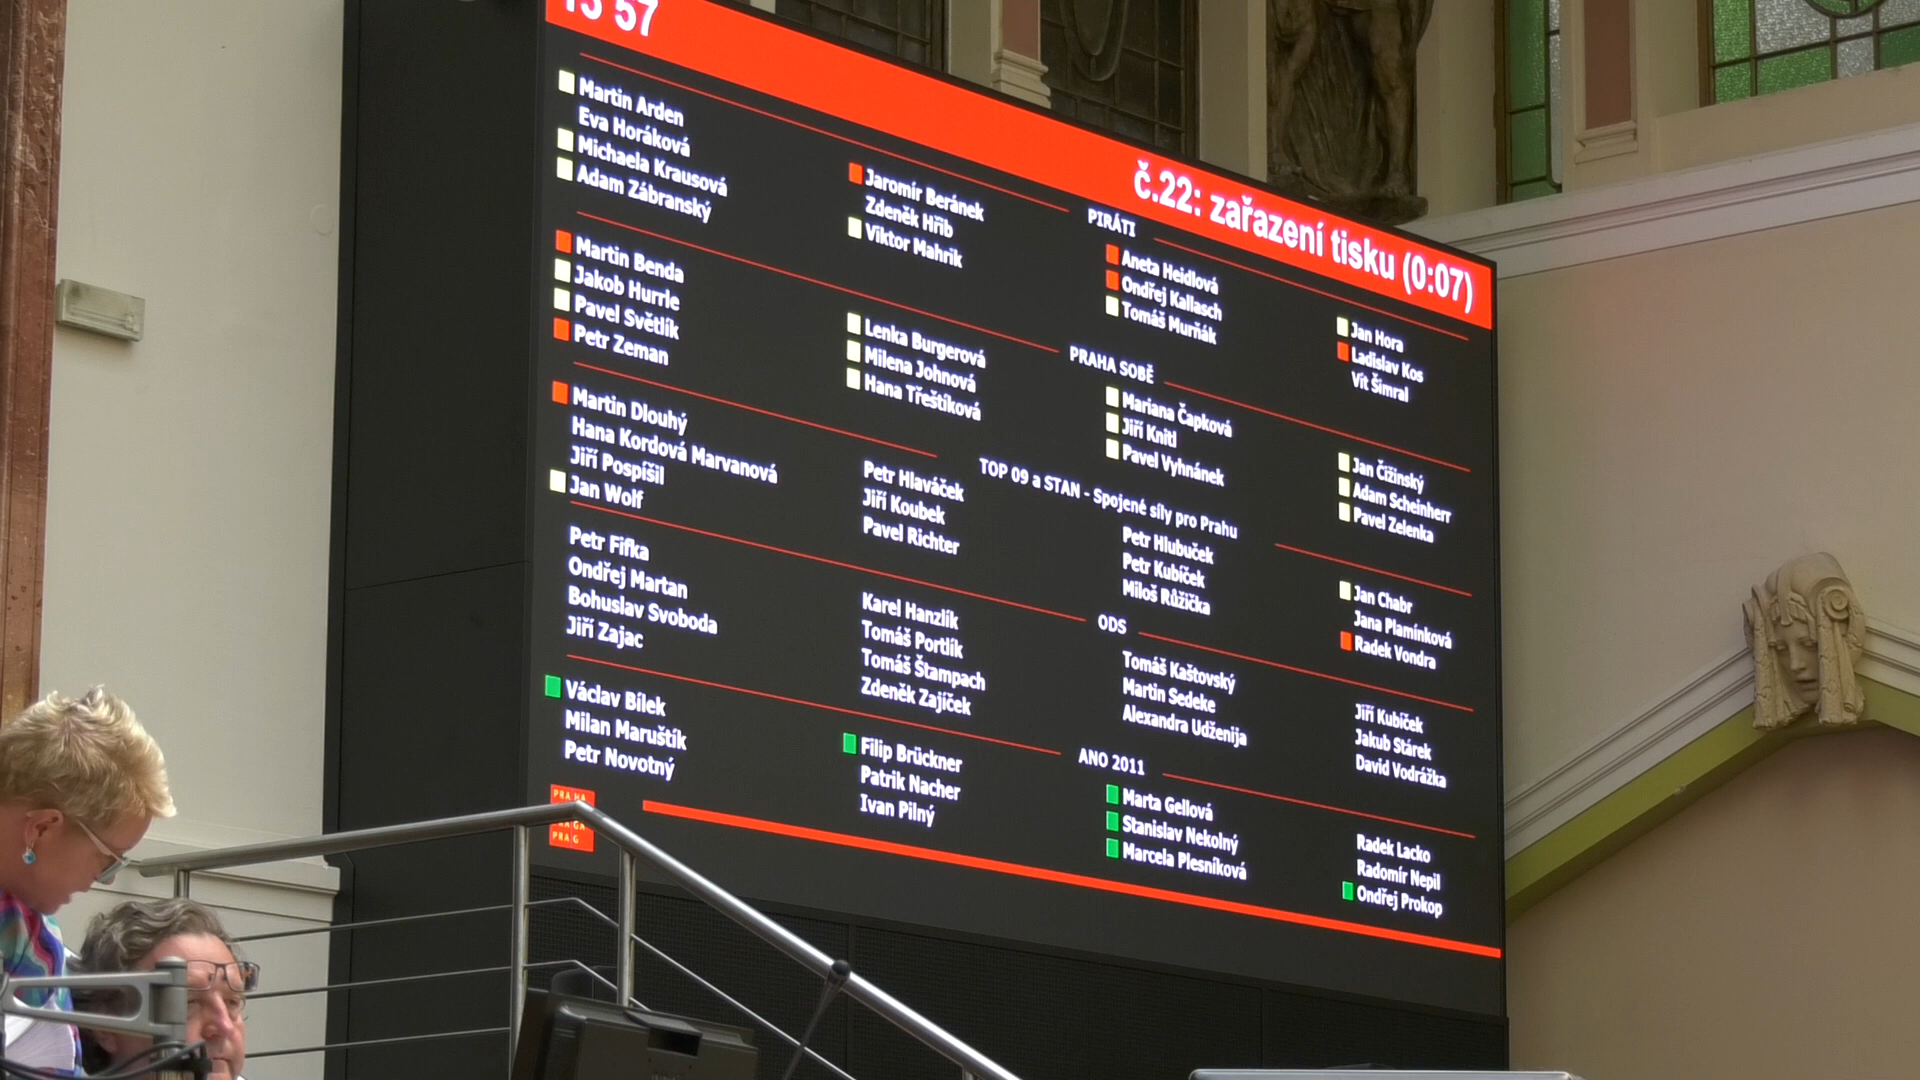 13 57
č.22: zařazení tisku (0:07)
PIRÁTI
Martin Arden
Eva Horáková
Michaela Krausová
Adam Zábranský
Jaromír Beránek
Zdeněk Hřib
Viktor Mahrik
Aneta Heidlová
Ondřej Kallasch
Tomáš Murňák
Jan Hora
Ladislav Kos
Vít Šimral
PRAHA SOBĚ
Martin Benda
Jakob Hurrle
Pavel Světlík
Petr Zeman
Lenka Burgerová
Milena Johnová
Hana Třeštíková
Mariana Čapková
Jiří Knitl
Pavel Vyhnánek
Jan Čižinský
Adam Scheinherr
Pavel Zelenka
TOP 09 a STAN - Spojené síly pro Prahu
Martin Dlouhý
Hana Kordová Marvanová
Jiří Pospíšil
Jan Wolf
Petr Hlaváček
Jiří Koubek
Pavel Richter
Petr Hlubuček
Petr Kubíček
Miloš Růžička
Jan Chabr
Jana Plamínková
Radek Vondra
ODS
Petr Fifka
Ondřej Martan
Bohuslav Svoboda
Jiří Zajac
Karel Hanzlík
Tomáš Portlík
Tomáš Štampach
Zdeněk Zajíček
Tomáš Kaštovský
Martin Sedeke
Alexandra Udženija
Jiří Kubíček
Jakub Stárek
David Vodrážka
ANO 2011
Václav Bílek
Milan Maruštík
Petr Novotný
Filip Brückner
Patrik Nacher
Ivan Pilný
Marta Gellová
Stanislav Nekolný
Marcela Plesníková
Radek Lacko
Radomír Nepil
Ondřej Prokop
PRA HA
PRA G